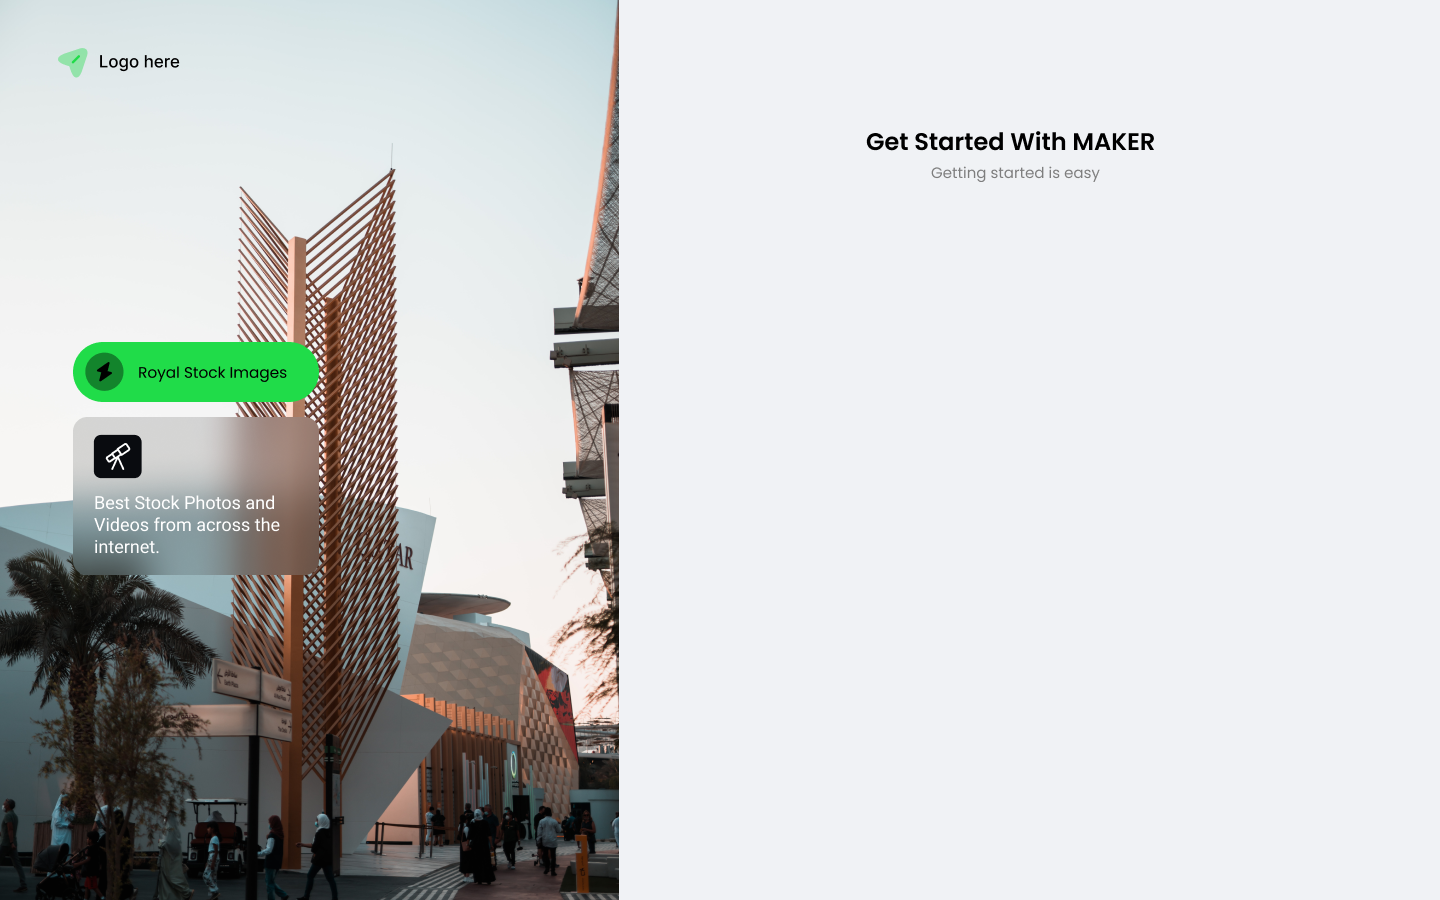 Logo here
Get Started With MAKER
Getting started is easy
Royal Stock Images
Best Stock Photos and
Videos from across the
internet.